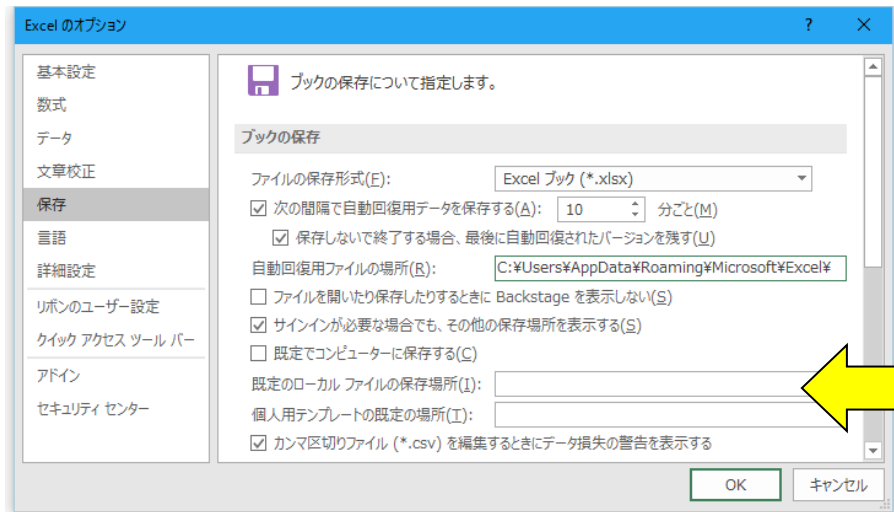 Excel のオプション
?
基本設定
数式
データ
文章校正
保存
言語
詳細設定
リボンのユーザー設定
クイック アクセス ツール バー
アドイン
セキュリティ センター
ブックの保存について指定します。
ブックの保存
ファイルの保存形式(F): Excel ブック (*.xlsx)
次の間隔で自動回復用データを保存する(A): 10 分ごと(M)
保存しないで終了する場合、最後に自動回復されたバージョンを残す(U)
自動回復用ファイルの場所(R): C:¥Users¥AppData¥Roaming¥Microsoft¥Excel¥
ファイルを開いたり保存したりするときに Backstage を表示しない(S)
サインインが必要な場合でも、その他の保存場所を表示する(S)
既定でコンピューターに保存する(C)
既定のローカル ファイルの保存場所(I):
個人用テンプレートの既定の場所(T):
カンマ区切りファイル (*.csv) を編集するときにデータ損失の警告を表示する
OK キャンセル